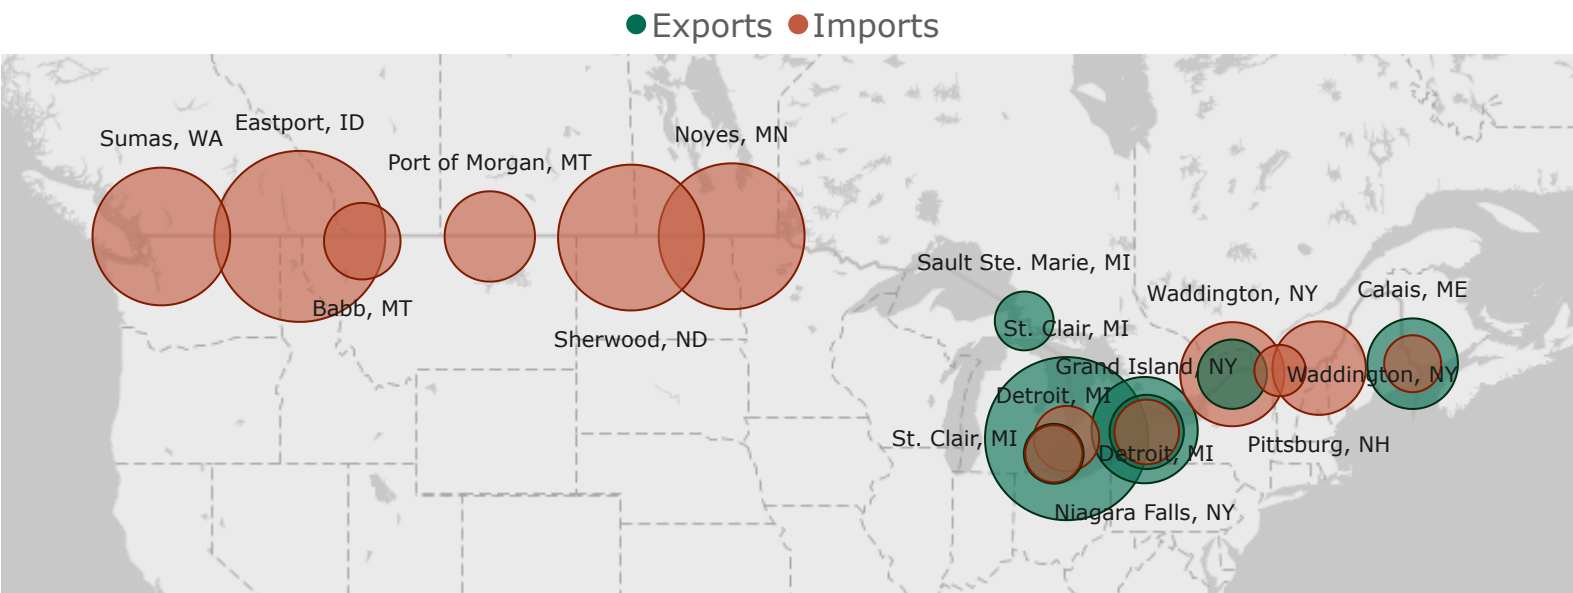 Exports Imports
Eastport, ID
Sumas, WA
Noyes, MN
Port of Morgan, MT
Sault Ste. Marie, MI
Waddington, NY
Calais, ME
Babb, MT
St. Clair, MI
Sherwood, ND
Grand Island, NY
Waddington, NY
Detroit, MI
St. Clair, MI
Pittsburg, NH
Detroit, MI
Niagara Falls, NY